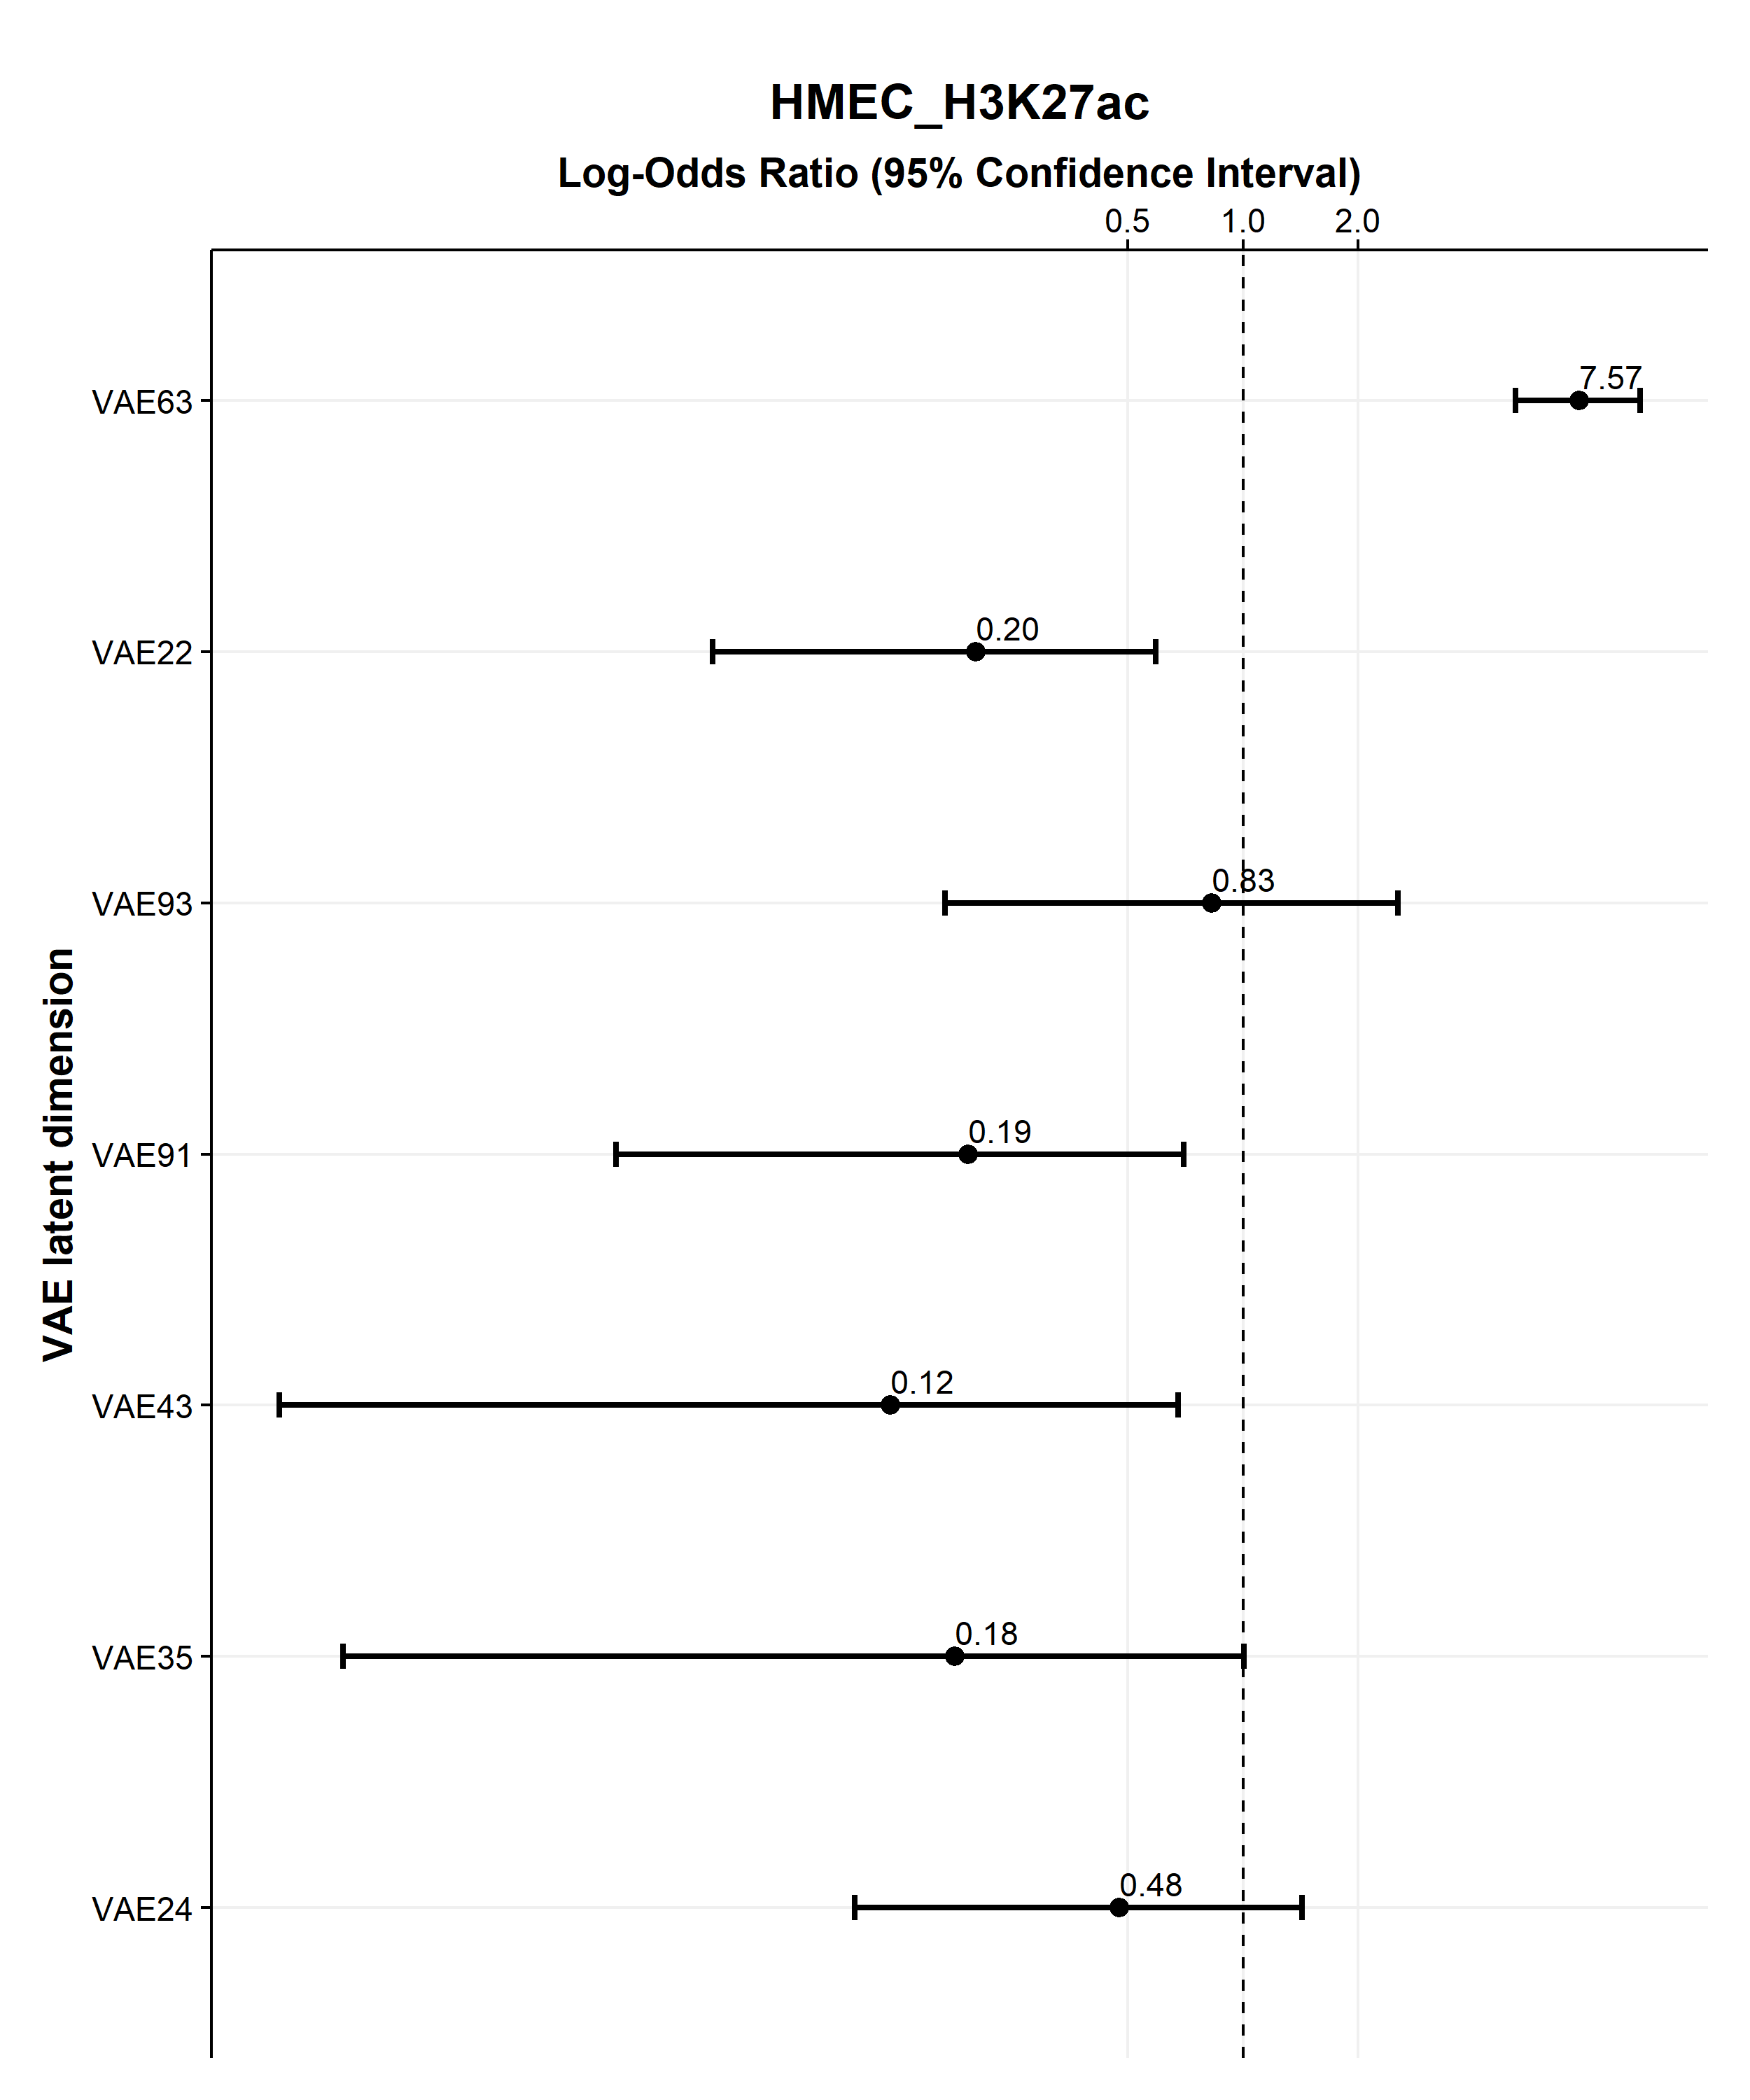 HMEC_H3K27ac
Log-Odds Ratio (95% Confidence Interval)
0.5 1.0 2.0
VAE63 7.57
VAE22 0.20
VAE93 0.83
VAE91 0.19
VAE43 0.12
VAE35 0.18
VAE24 0.48
VAE latent dimension